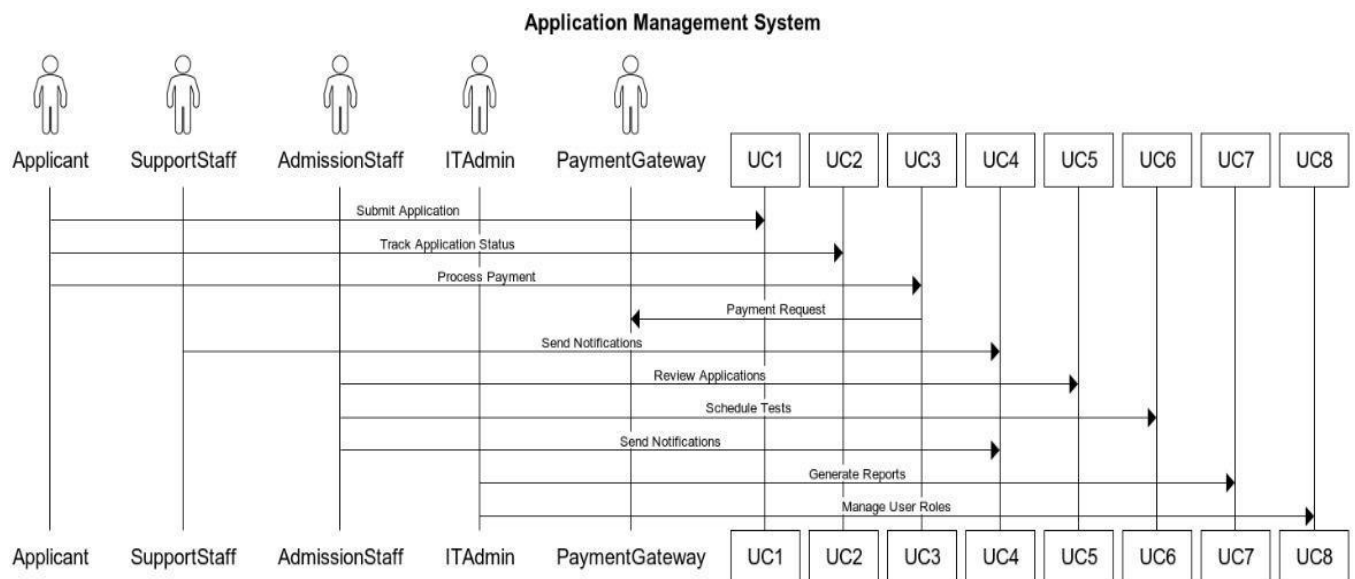 Application Management System
Applicant SupportStaff AdmissionStaff ITAdmin PaymentGateway UC1 UC2 UC3 UC4 UC5 UC6 UC7 UC8
Submit Application
Track Application Status
Process Payment
Payment Request
Send Notifications
Review Applications
Schedule Tests
Send Notifications
Generate Reports
Manage User Roles
Applicant SupportStaff AdmissionStaff ITAdmin PaymentGateway UC1 UC2 UC3 UC4 UC5 UC6 UC7 UC8